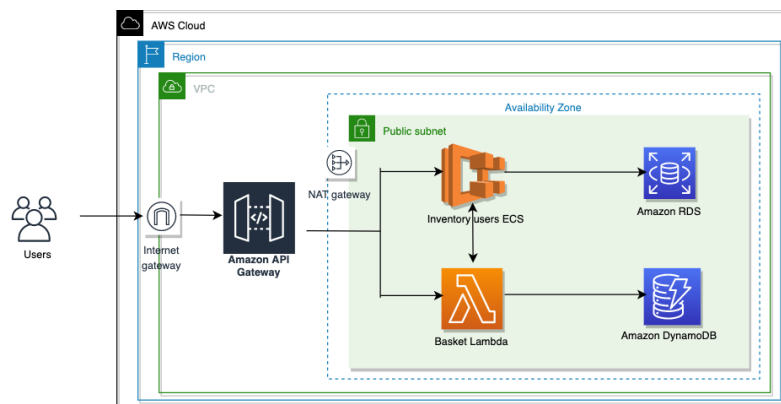 AWS Cloud
Region
VPC
Availability Zone
Public subnet
NAT gateway
Inventory users ECS
Amazon RDS
Users
Internet
gateway
Amazon API
Gateway
Basket Lambda
Amazon DynamoDB